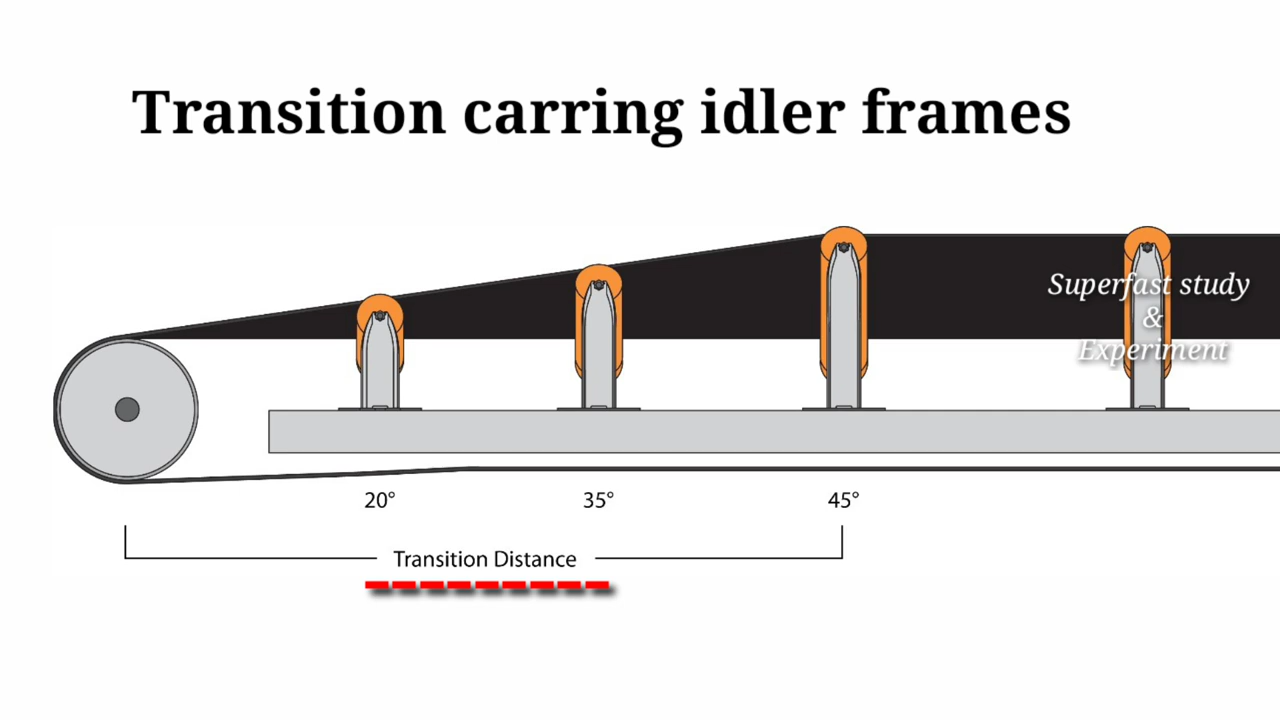 Transition carring idler frames
Superfast study
&
Experiment
20° 35° 45°
Transition Distance